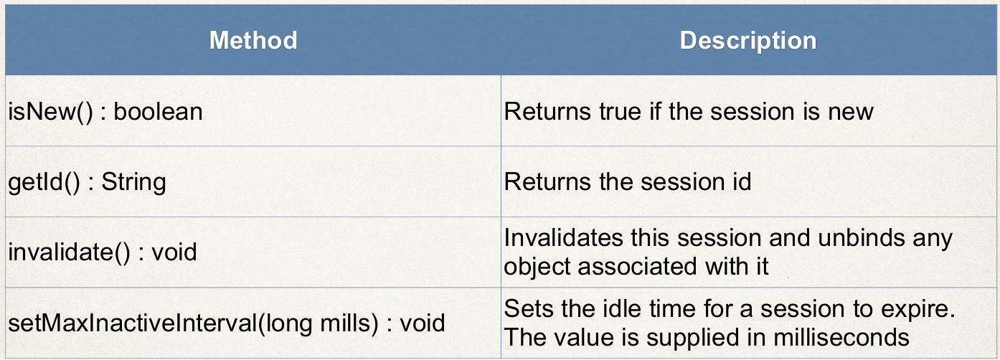 Method
Description
isNew() : boolean
Returns true if the session is new
getId() : String
Returns the session id
invalidate() : void
Invalidates this session and unbinds any
object associated with it
setMaxInactiveInterval(long mills) : void
Sets the idle time for a session to expire.
The value is supplied in milliseconds